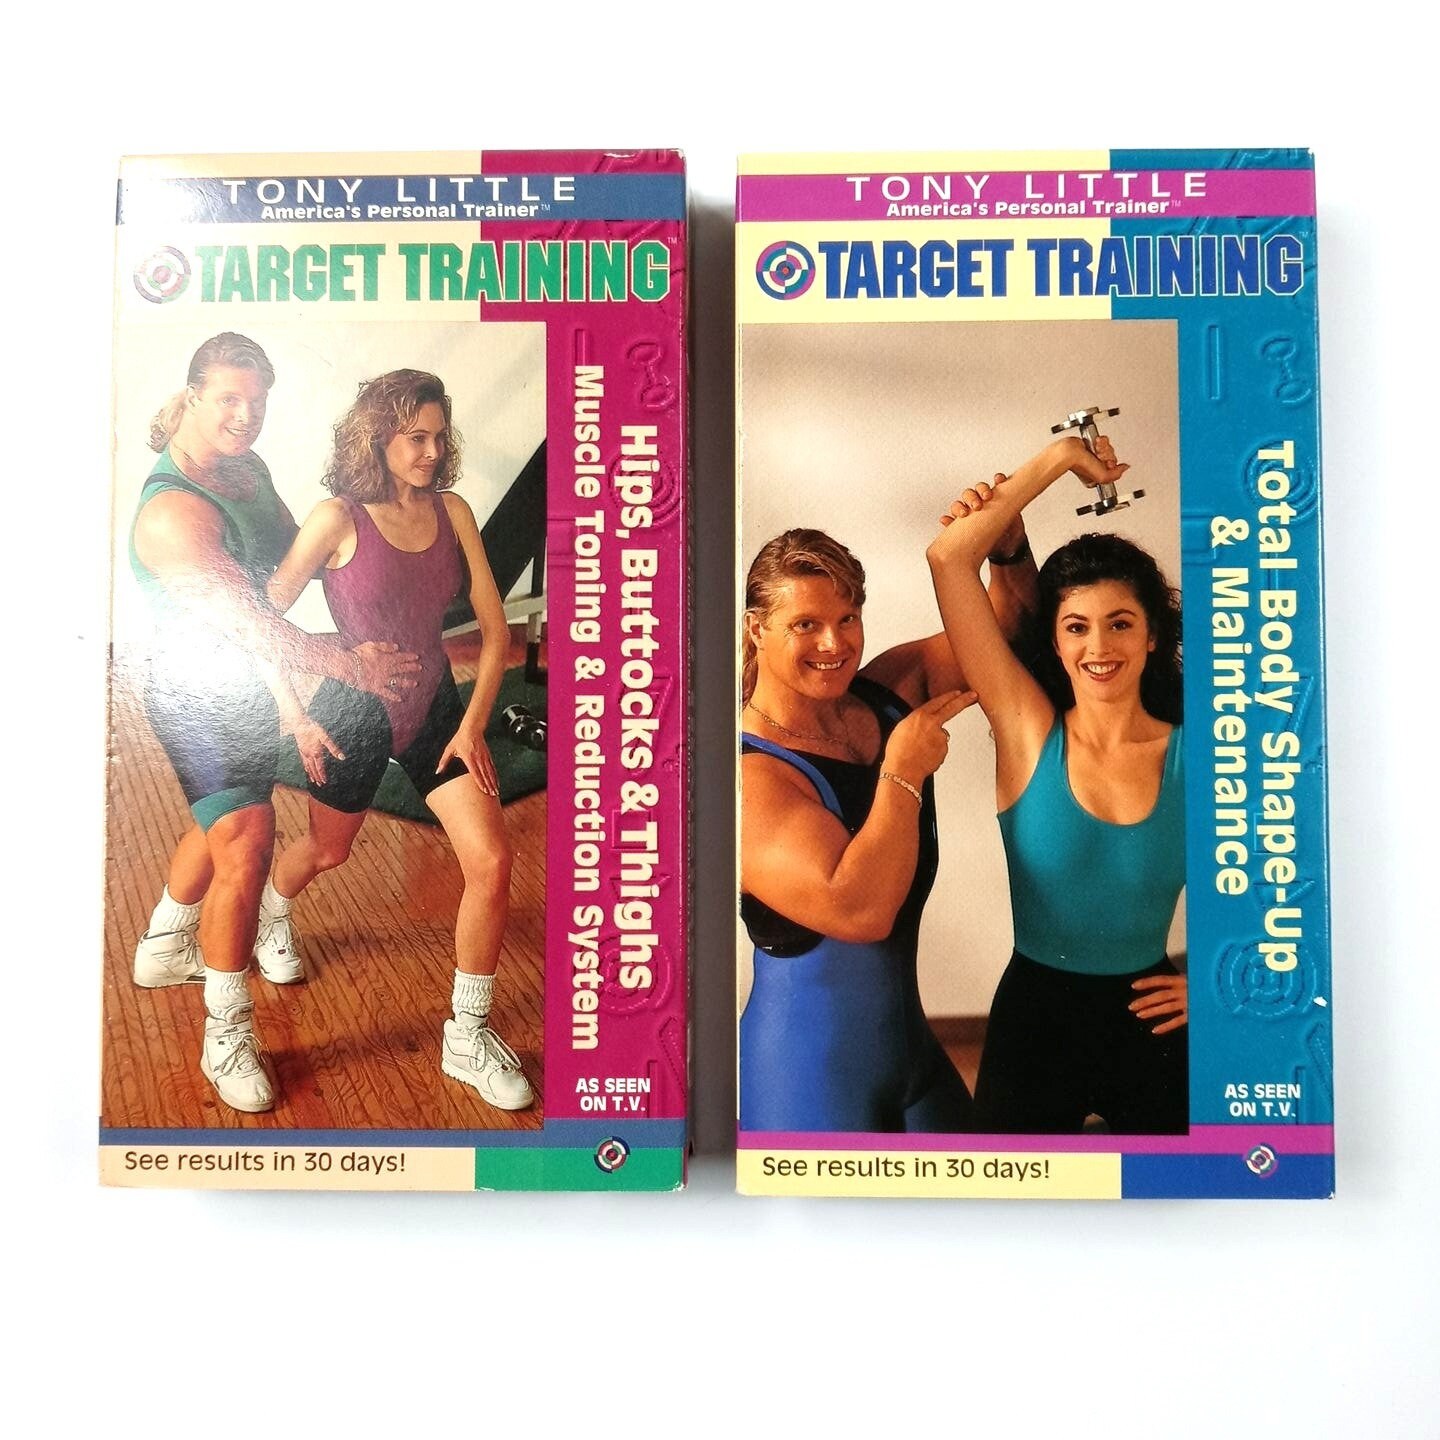 TONY LITTLE
America's Personal Trainer™
TARGET TRAINING™
Hips, Buttocks & Thighs
Muscle Toning & Reduction System
AS SEEN
ON T.V.
See results in 30 days!
TONY LITTLE
America's Personal Trainer™
TARGET TRAINING™
Total Body Shape-Up
& Maintenance
AS SEEN
ON T.V.
See results in 30 days!